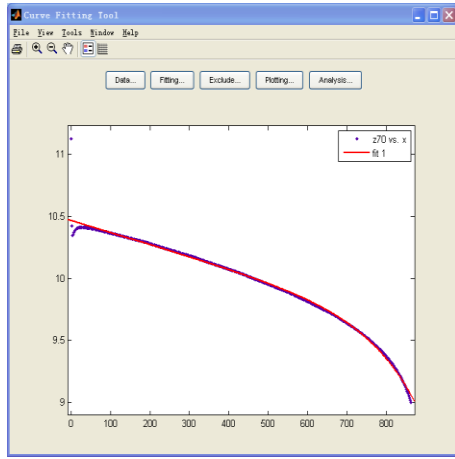 Curve Fitting Tool
File View Tools Window Help
Data... Fitting... Exclude... Plotting... Analysis...
z70 vs. x
fit 1
11
10.5
10
9.5
9
0 100 200 300 400 500 600 700 800